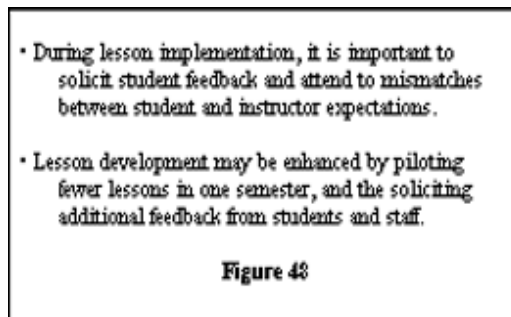 • During lesson implementation, it is important to
solicit student feedback and attend to mismatches
between student and instructor expectations.
• Lesson development may be enhanced by piloting
fewer lessons in one semester, and the soliciting
additional feedback from students and staff.
Figure 48